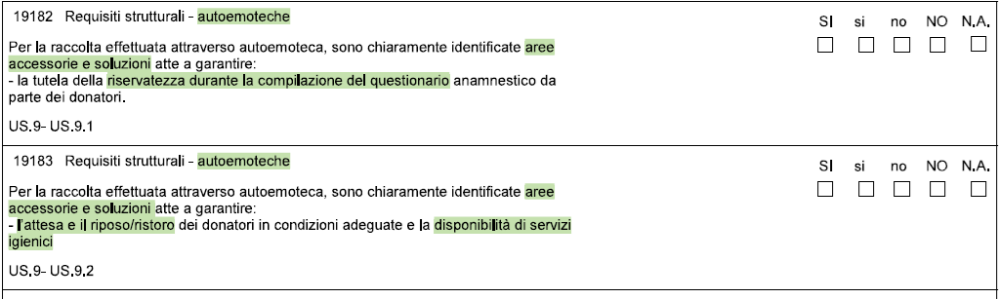 19182 Requisiti strutturali - autoemoteche
SI si no NO N.A.
Per la raccolta effettuata attraverso autoemoteca, sono chiaramente identificate aree
accessorie e soluzioni atte a garantire:
- la tutela della riservatezza durante la compilazione del questionario anamnestico da
parte dei donatori.
US.9- US.9.1
19183 Requisiti strutturali - autoemoteche
SI si no NO N.A.
Per la raccolta effettuata attraverso autoemoteca, sono chiaramente identificate aree
accessorie e soluzioni atte a garantire:
- l'attesa e il riposo/ristoro dei donatori in condizioni adeguate e la disponibilità di servizi
igienici
US.9- US.9.2